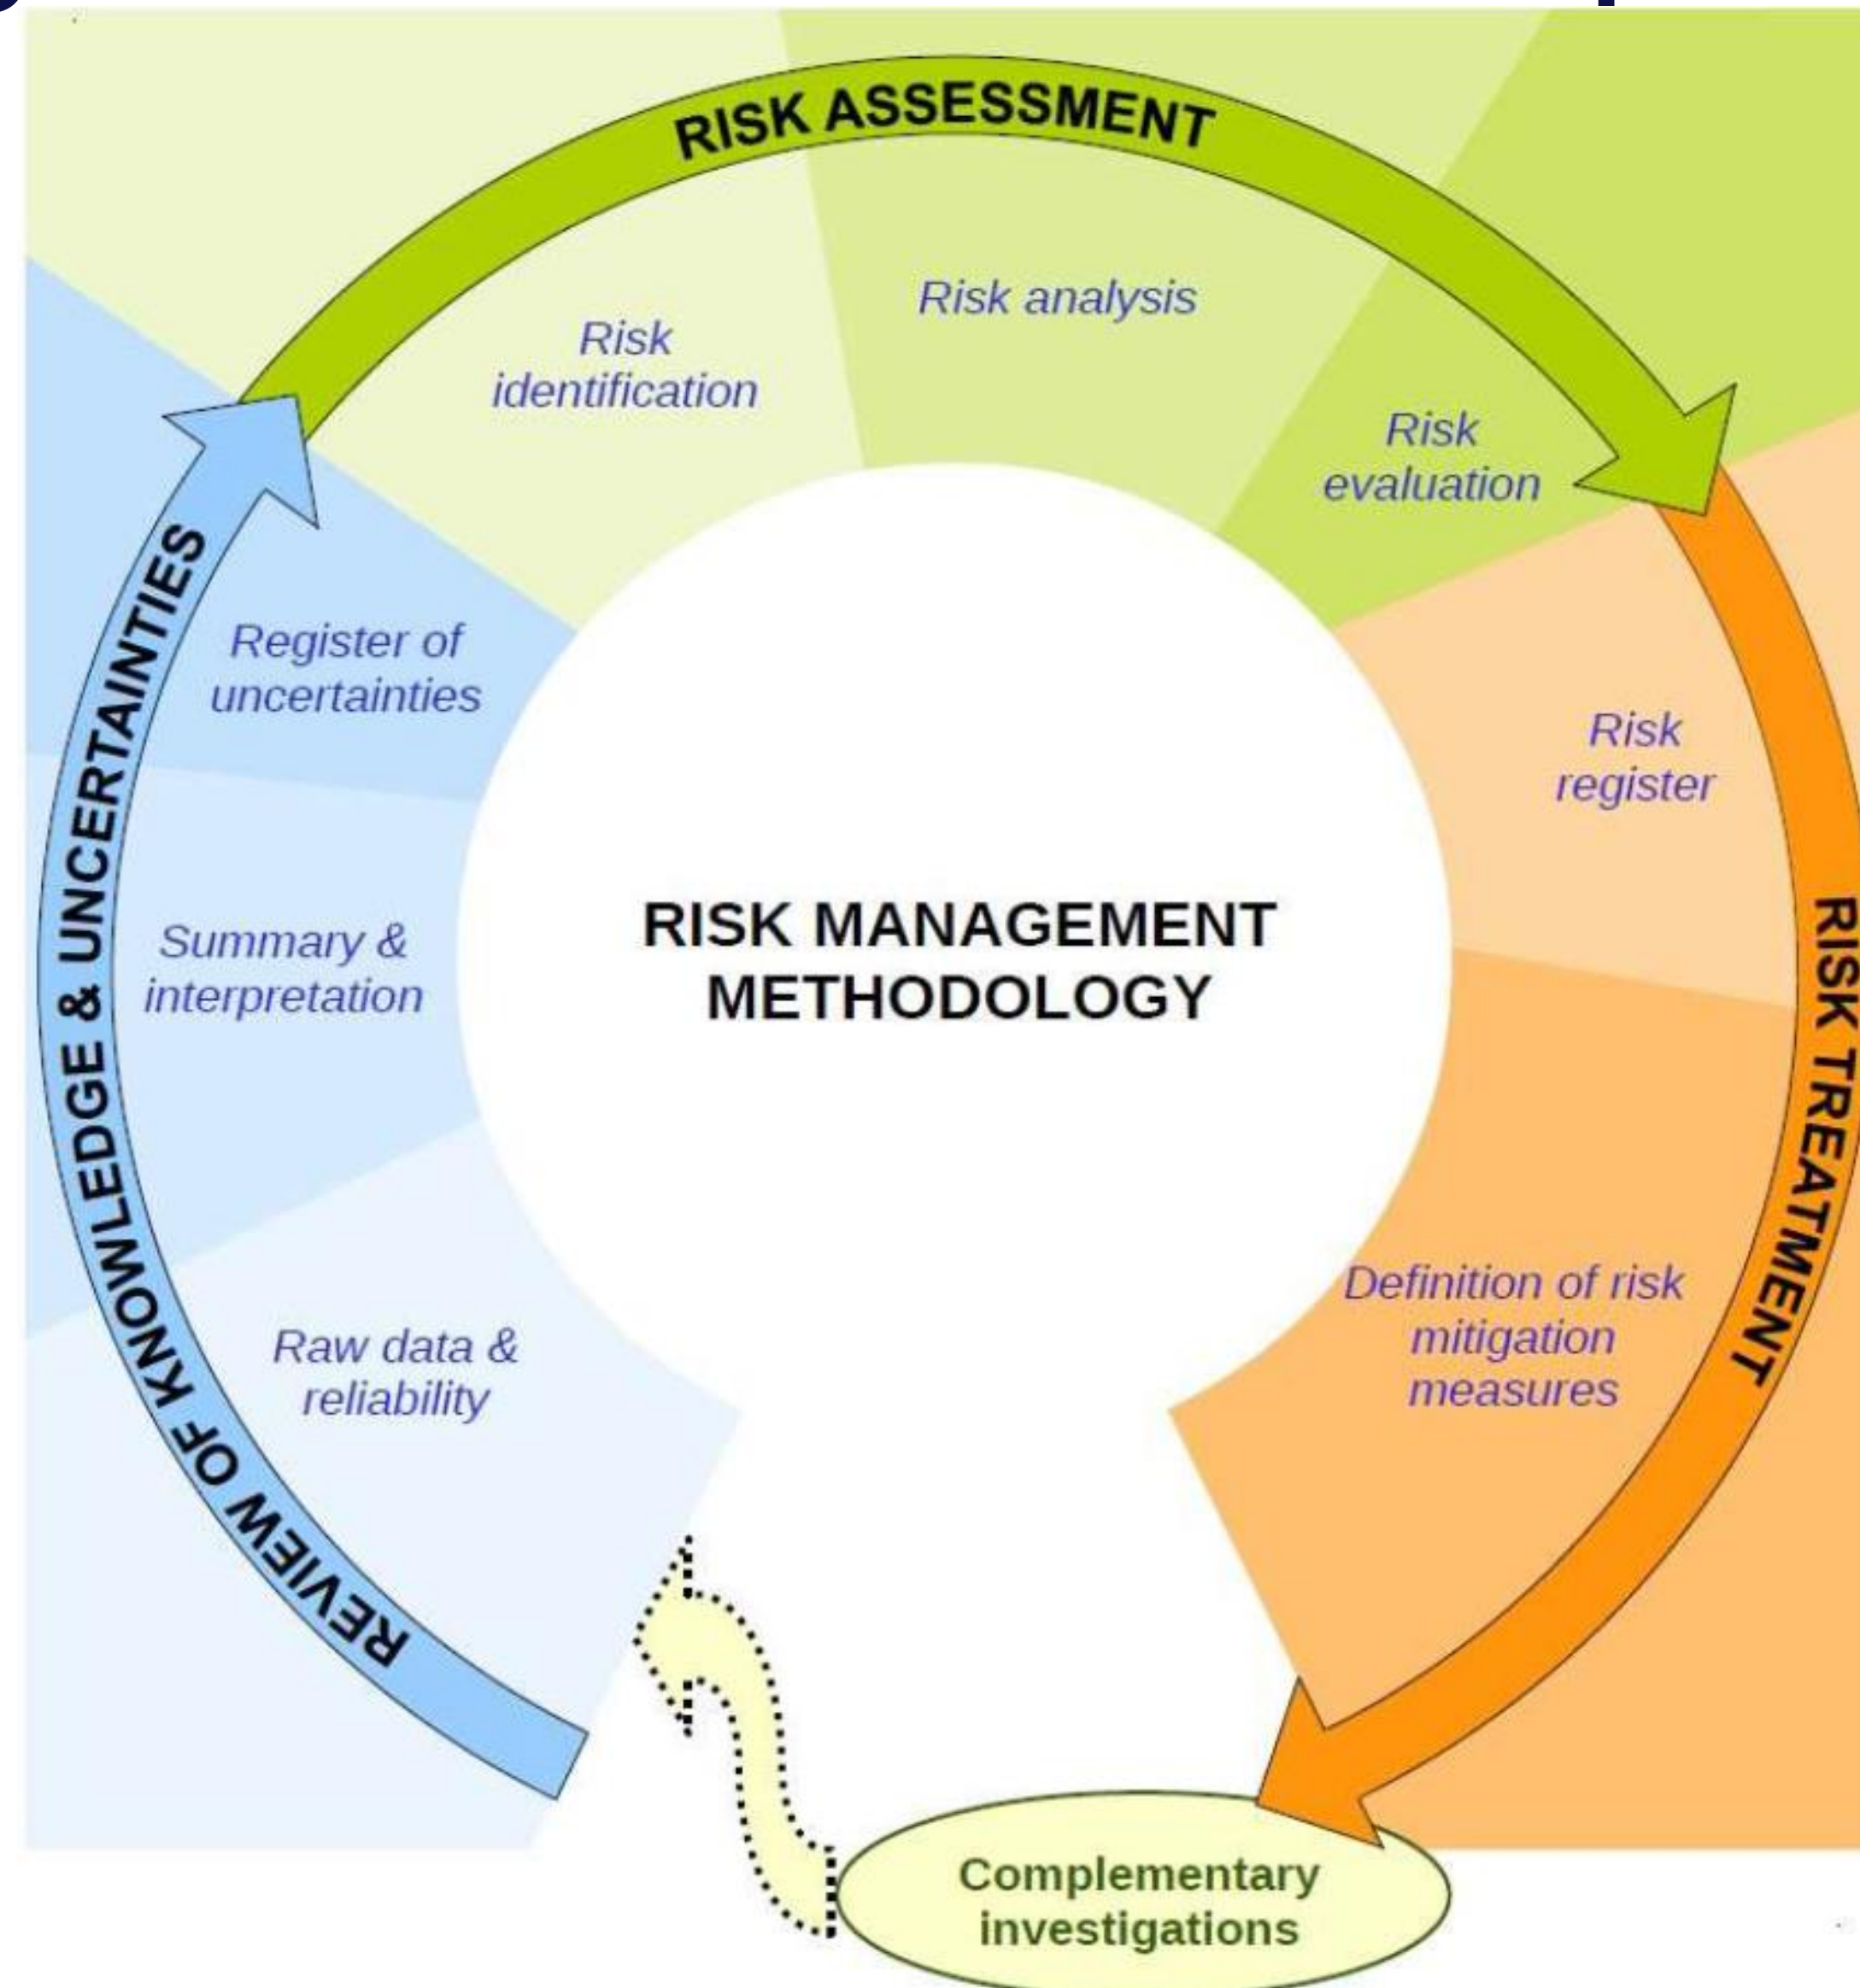 RISK ASSESSMENT
Risk analysis
Risk
identification
Risk
evaluation
Register of
uncertainties
Risk
register
REVIEW OF KNOWLEDGE & UNCERTAINTIES
Summary &
interpretation
RISK MANAGEMENT
METHODOLOGY
RISK TREATMENT
Raw data &
reliability
Definition of risk
mitigation
measures
Complementary
investigations